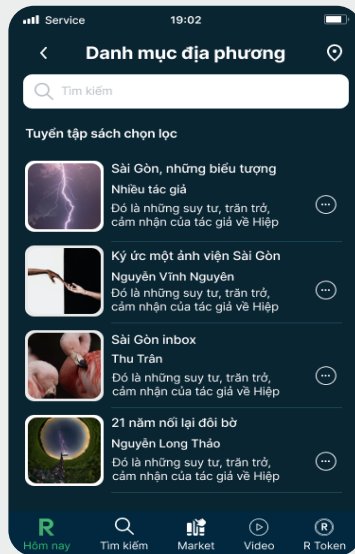 Service
19:02
Danh mục địa phương
Tìm kiếm
Tuyển tập sách chọn lọc
Sài Gòn, những biểu tượng
Nhiều tác giả
Đó là những suy tư, trăn trở,
cảm nhận của tác giả về Hiệp
Ký ức một ảnh viện Sài Gòn
Nguyễn Vĩnh Nguyên
Đó là những suy tư, trăn trở,
cảm nhận của tác giả về Hiệp
Sài Gòn inbox
Thu Trân
Đó là những suy tư, trăn trở,
cảm nhận của tác giả về Hiệp
21 năm nối lại đôi bờ
Nguyễn Long Thảo
Đó là những suy tư, trăn trở,
cảm nhận của tác giả về Hiệp
R
R
Hôm nay
Tìm kiếm
Market
Video
R Token